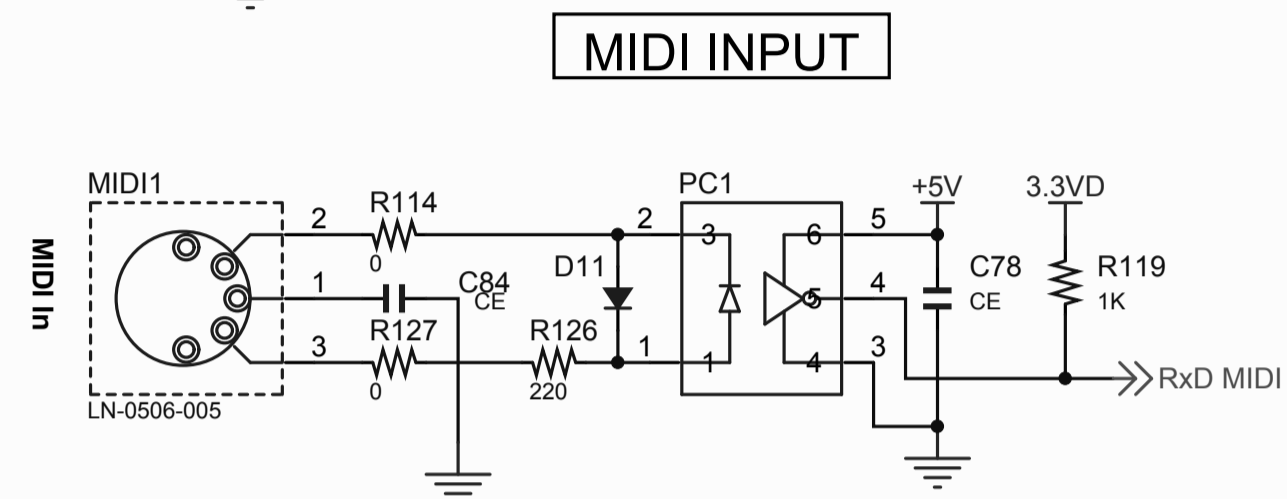 MIDI INPUT
MIDI In
MIDI1
LN-0506-005
2
1
3
R114
0
C84
CE
R127
0
R126
220
D11
2
1
PC1
3
1
6
5
4
5
4
3
+5V
C78
CE
3.3VD
R119
1K
RxD MIDI